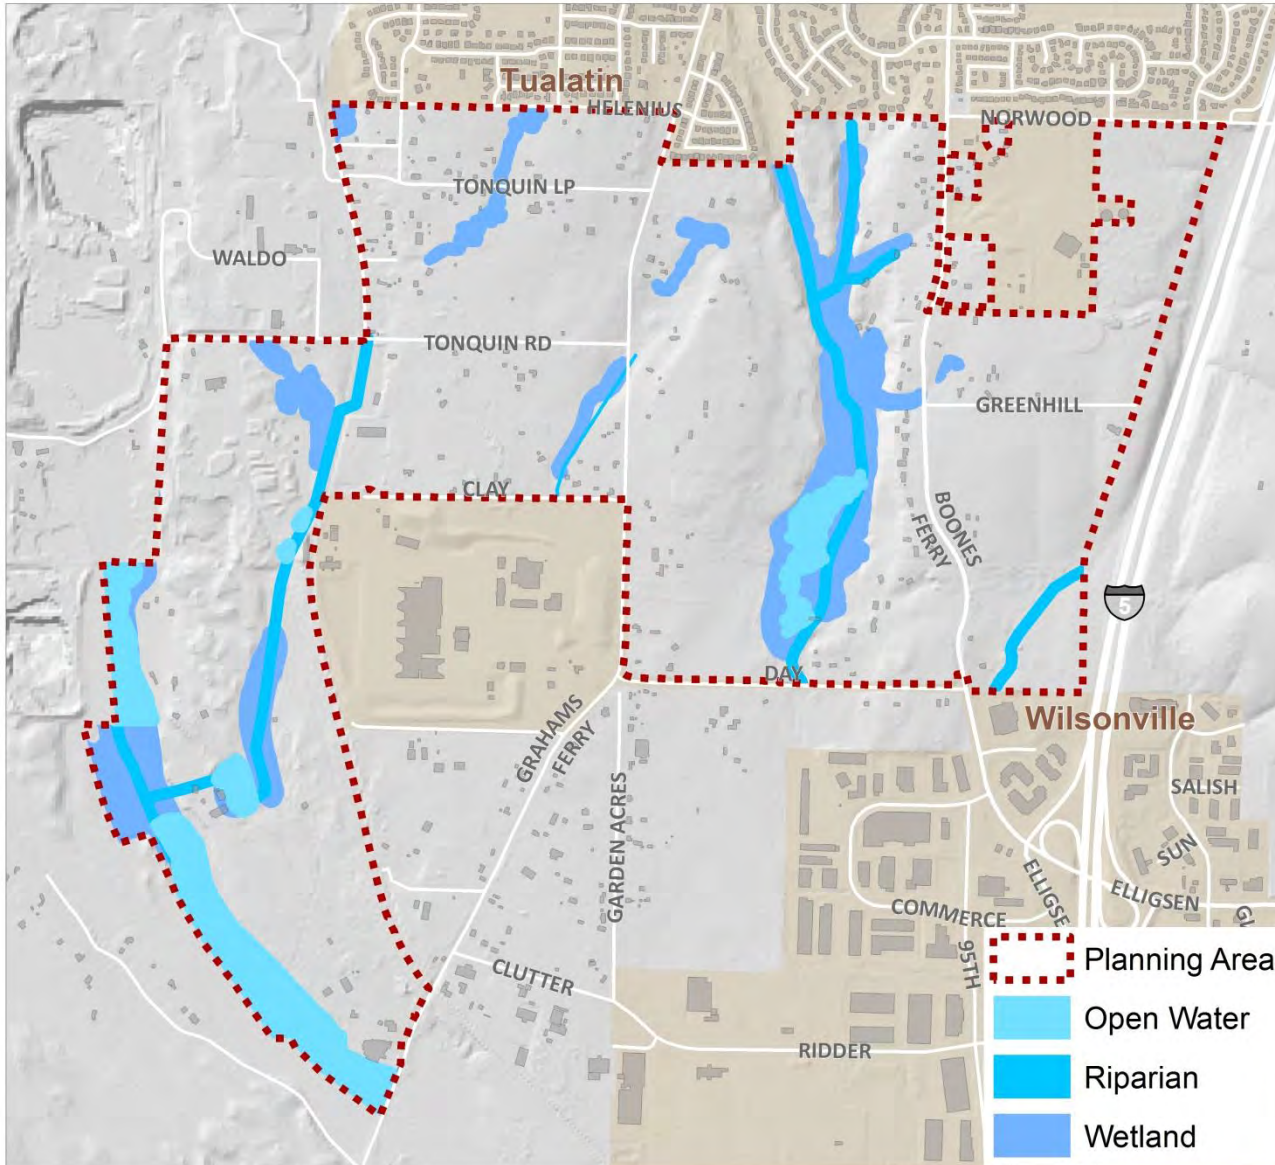 Tualatin
HELENIUS
NORWOOD
TONQUIN LP
WALDO
TONQUIN RD
GREENHILL
CLAY
BOONES
FERRY
5
DAY
Wilsonville
GRAHAMS
FERRY
GARDEN ACRES
SALISH
SUN
ELLIGSEN
ELLIGSE
COMMERCE
95TH
CLUTTER
RIDDER
Planning Area
Open Water
Riparian
Wetland